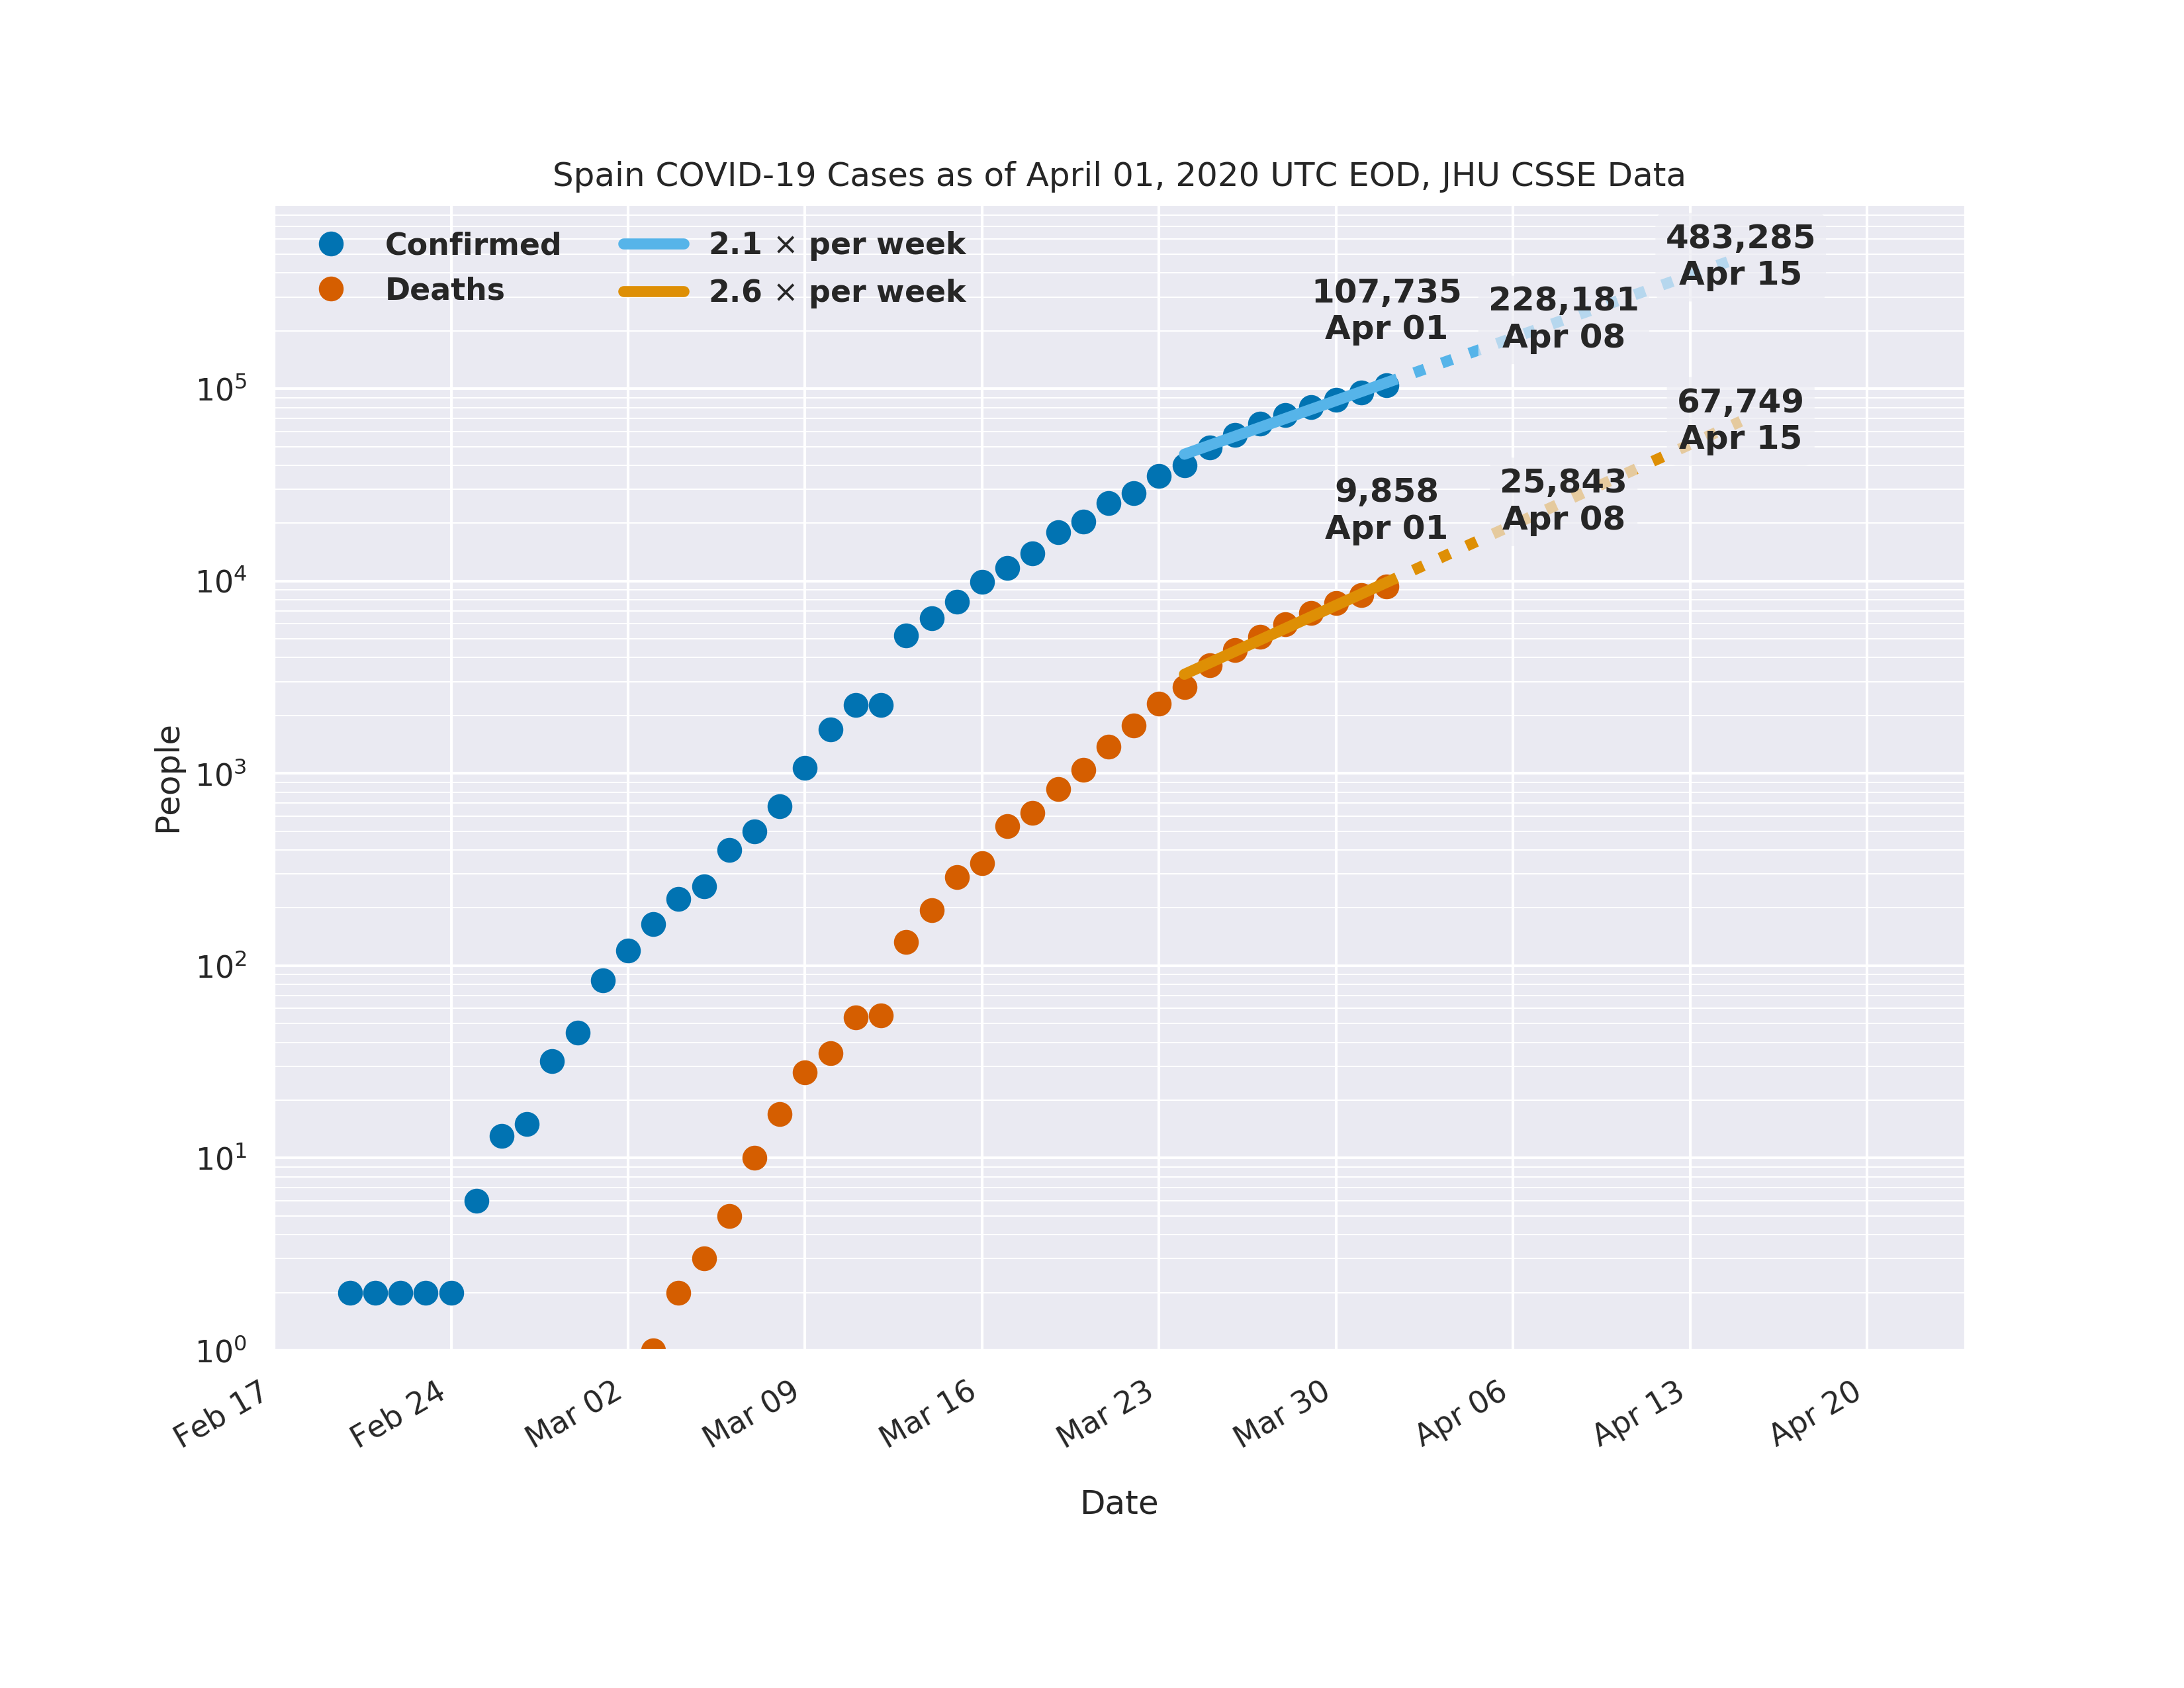 Spain COVID-19 Cases as of April 01, 2020 UTC EOD, JHU CSSE Data
Confirmed
Deaths
2.1 × per week
2.6 × per week
483,285
Apr 15
107,735
Apr 01
228,181
Apr 08
67,749
Apr 15
9,858
Apr 01
25,843
Apr 08
People
10⁵
10⁴
10³
10²
10¹
10⁰
Feb 17
Feb 24
Mar 02
Mar 09
Mar 16
Mar 23
Mar 30
Apr 06
Apr 13
Apr 20
Date